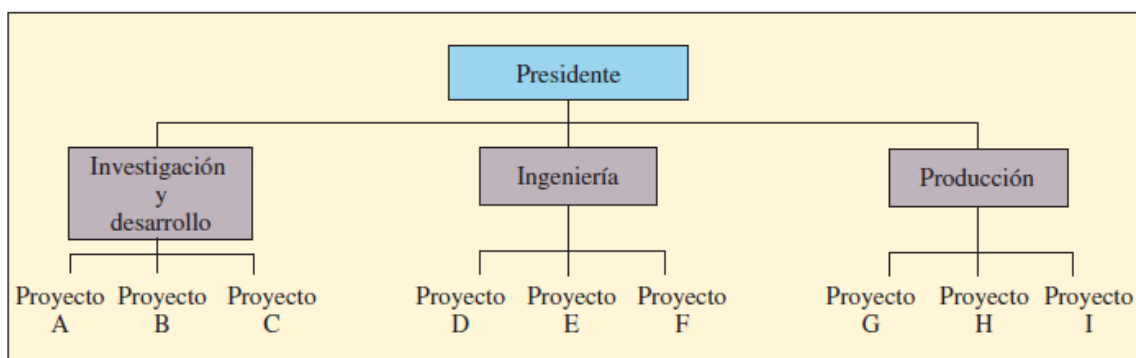 Presidente
Investigación
y
desarrollo
Ingeniería
Producción
Proyecto Proyecto Proyecto Proyecto Proyecto Proyecto Proyecto Proyecto Proyecto
A B C D E F G H I